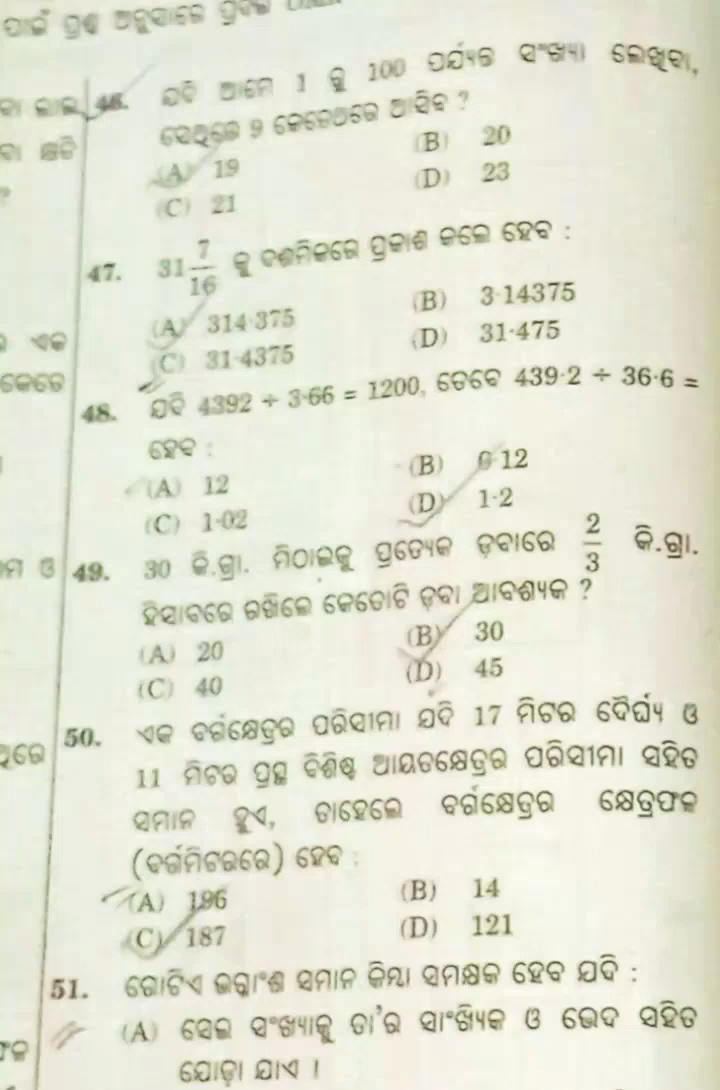 ପାଇଁ ପ୍ରଶ୍ନ ଅନୁସାରେ
46. ଯଦି ଆମେ 1 ରୁ 100 ପର୍ଯ୍ୟନ୍ତ ସଂଖ୍ୟା ଲେଖିବା,
ସେଥିରେ 9 କେତେଥରେ ଆସିବ ?
(A) 19 (B) 20
(C) 21 (D) 23
47. 31 7/16 କୁ ଦଶମିକରେ ପ୍ରକାଶ କଲେ ହେବ :
(A) 314·375 (B) 3·14375
(C) 31·4375 (D) 31·475
48. ଯଦି 4392 ÷ 3·66 = 1200, ତେବେ 439·2 ÷ 36·6 =
ହେବ :
(A) 12 (B) 0·12
(C) 1·02 (D) 1·2
49. 30 କି.ଗ୍ରା. ମିଠାଇକୁ ପ୍ରତ୍ୟେକ ଡ଼ବାରେ 2/3 କି.ଗ୍ରା.
ହିସାବରେ ରଖିଲେ କେତୋଟି ଡ଼ବା ଆବଶ୍ୟକ ?
(A) 20 (B) 30
(C) 40 (D) 45
50. ଏକ ବର୍ଗକ୍ଷେତ୍ରର ପରିସୀମା ଯଦି 17 ମିଟର ଦୈର୍ଘ୍ୟ ଓ
11 ମିଟର ପ୍ରସ୍ଥ ବିଶିଷ୍ଟ ଆୟତକ୍ଷେତ୍ରର ପରିସୀମା ସହିତ
ସମାନ ହୁଏ, ତାହେଲେ ବର୍ଗକ୍ଷେତ୍ରର କ୍ଷେତ୍ରଫଳ
(ବର୍ଗମିଟରରେ) ହେବ :
(A) 196 (B) 14
(C) 187 (D) 121
51. ଗୋଟିଏ ଭଗ୍ନାଂଶ ସମାନ କିମ୍ବା ସମକ୍ଷକ ହେବ ଯଦି :
(A) ସେଇ ସଂଖ୍ୟାକୁ ତା'ର ସାଂଖ୍ୟିକ ଓ ଭେଦ ସହିତ
ଯୋଡ଼ା ଯାଏ ।